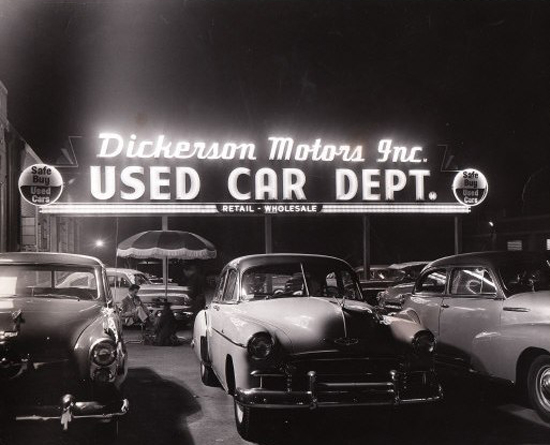 Dickerson Motors Inc.
USED CAR DEPT.
RETAIL - WHOLESALE
Safe
Buy
Used
Cars
Safe
Buy
Used
Cars